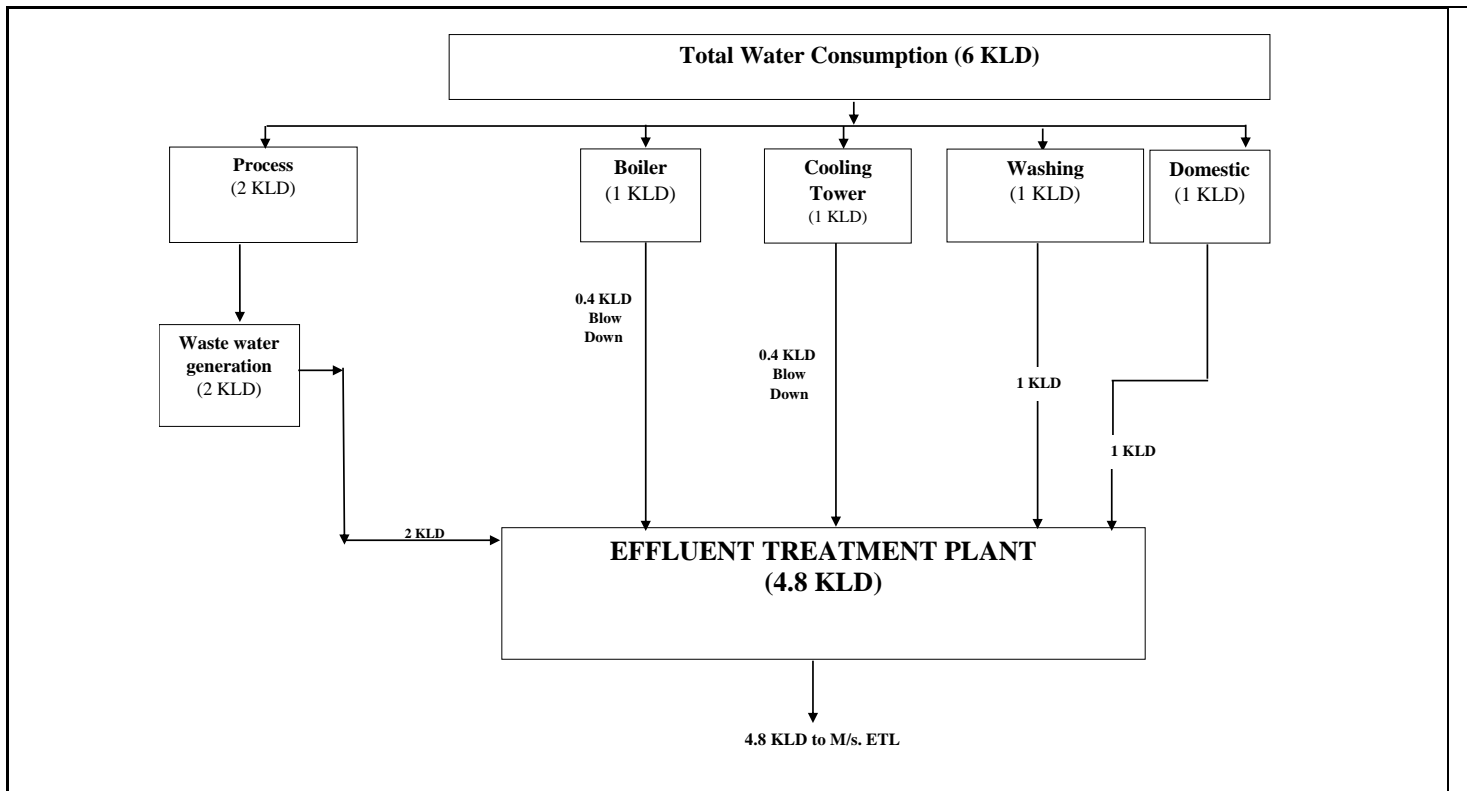 Total Water Consumption (6 KLD)
Process
(2 KLD)
Boiler
(1 KLD)
Cooling
Tower
(1 KLD)
Washing
(1 KLD)
Domestic
(1 KLD)
0.4 KLD
Blow
Down
Waste water
generation
(2 KLD)
0.4 KLD
Blow
Down
1 KLD
1 KLD
2 KLD
EFFLUENT TREATMENT PLANT
(4.8 KLD)
4.8 KLD to M/s. ETL